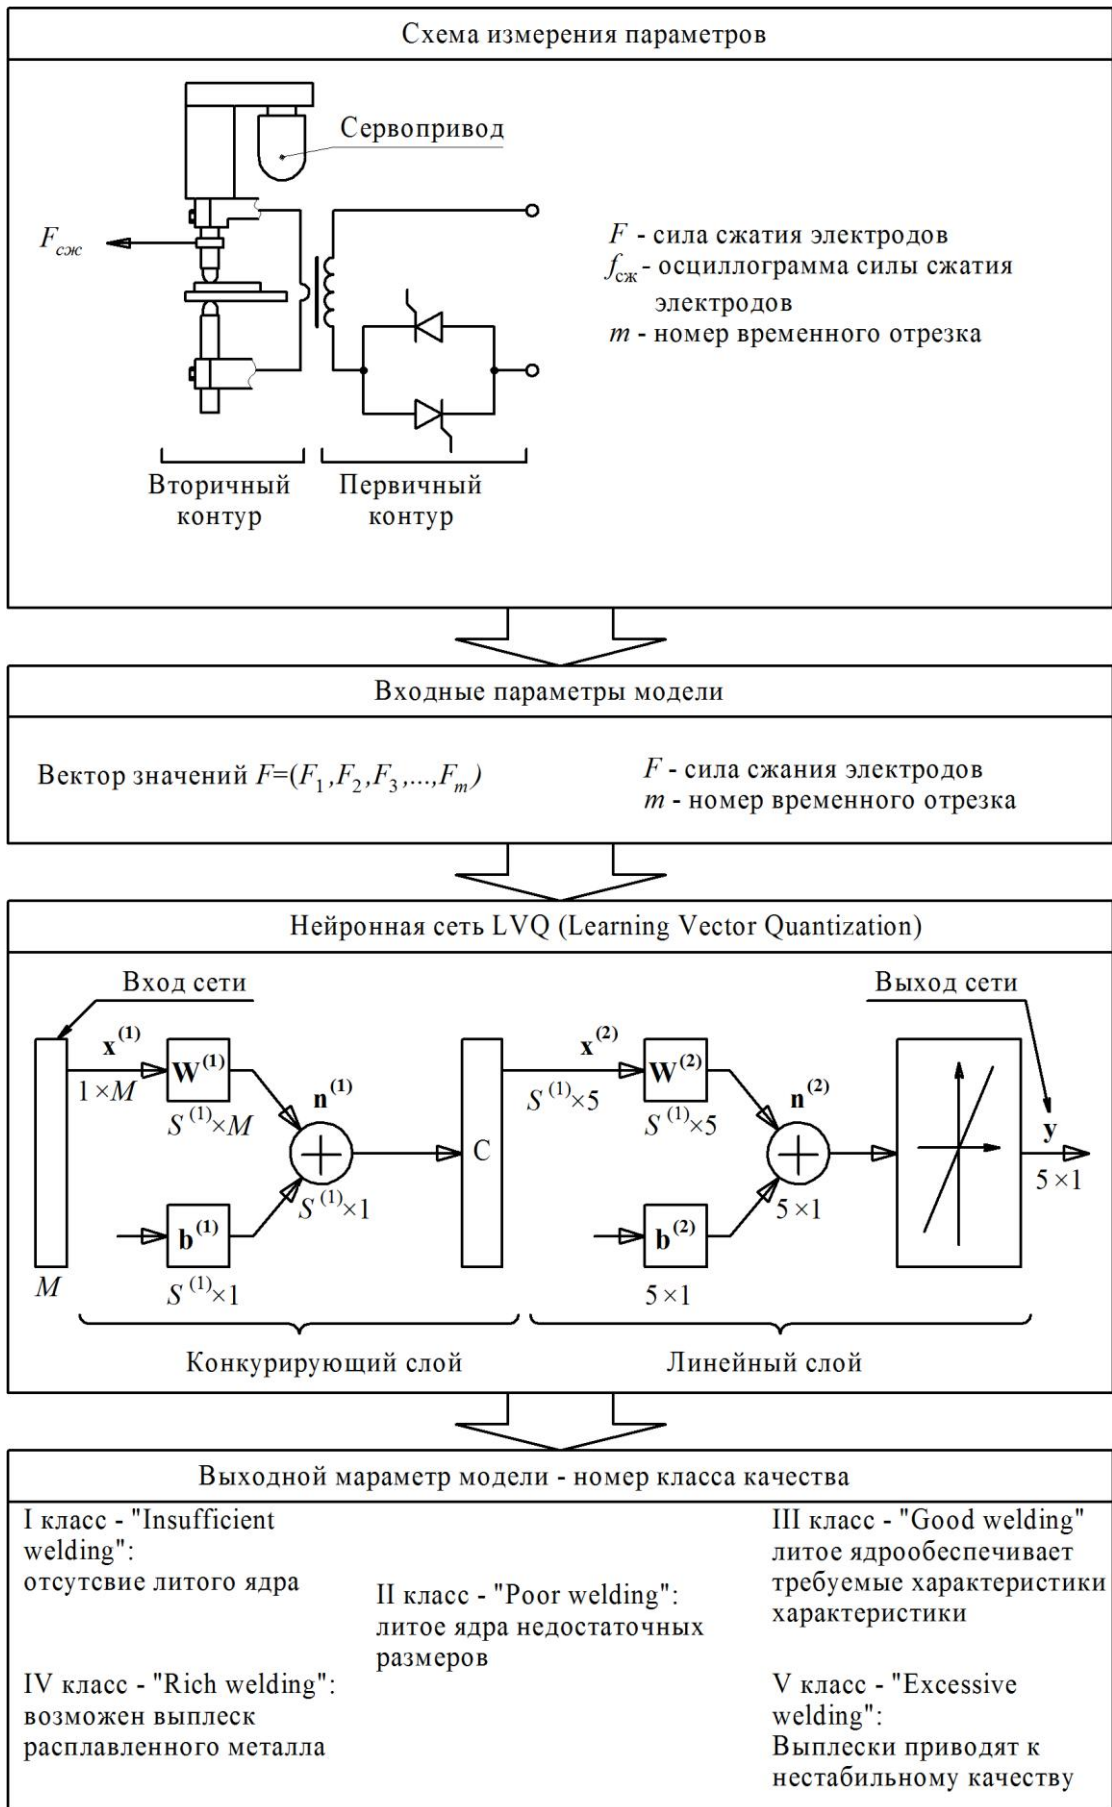 Схема измерения параметров
Сервопривод
F_сж
F - сила сжатия электродов
f_сж - осциллограмма силы сжатия
электродов
m - номер временного отрезка
Вторичный
контур
Первичный
контур
Входные параметры модели
Вектор значений F=(F_1,F_2,F_3,...,F_m)
F - сила сжания электродов
m - номер временного отрезка
Нейронная сеть LVQ (Learning Vector Quantization)
Вход сети
Выход сети
x^(1)
1×M
W^(1)
S^(1)×M
n^(1)
S^(1)×1
b^(1)
S^(1)×1
M
C
x^(2)
S^(1)×5
W^(2)
S^(1)×5
n^(2)
5×1
b^(2)
5×1
y
5×1
Конкурирующий слой
Линейный слой
Выходной мараметр модели - номер класса качества
I класс - "Insufficient
welding":
отсутсвие литого ядра
II класс - "Poor welding":
литое ядра недостаточных
размеров
III класс - "Good welding"
литое ядрообеспечивает
требуемые характеристики
характеристики
IV класс - "Rich welding":
возможен выплеск
расплавленного металла
V класс - "Excessive
welding":
Выплески приводят к
нестабильному качеству